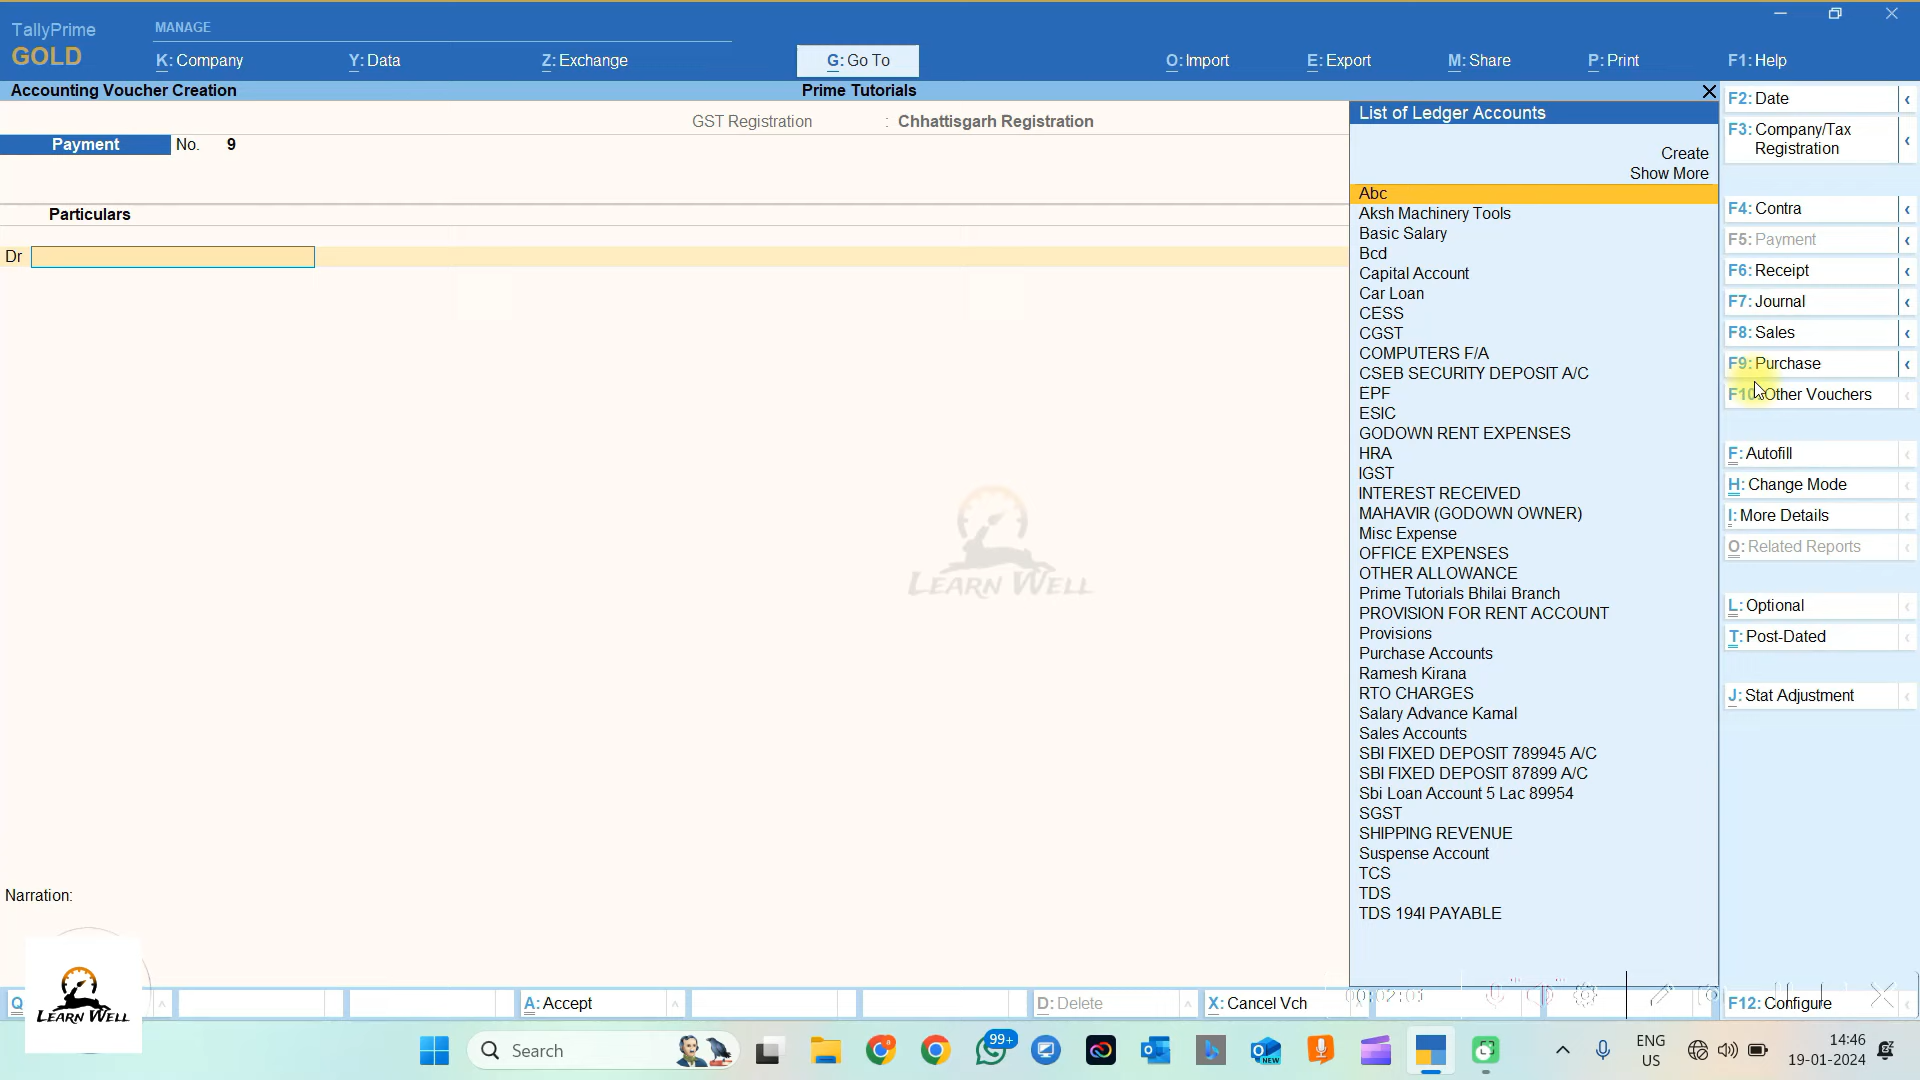 TallyPrime
GOLD
MANAGE
K: Company
Y: Data
Z: Exchange
G: Go To
O: Import
E: Export
M: Share
P: Print
F1: Help
Accounting Voucher Creation
Prime Tutorials
GST Registration : Chhattisgarh Registration
Payment No. 9
Particulars
Dr
List of Ledger Accounts
Create
Show More
Abc
Aksh Machinery Tools
Basic Salary
Bcd
Capital Account
Car Loan
CESS
CGST
COMPUTERS F/A
CSEB SECURITY DEPOSIT A/C
EPF
ESIC
GODOWN RENT EXPENSES
HRA
IGST
INTEREST RECEIVED
MAHAVIR (GODOWN OWNER)
Misc Expense
OFFICE EXPENSES
OTHER ALLOWANCE
Prime Tutorials Bhilai Branch
PROVISION FOR RENT ACCOUNT
Provisions
Purchase Accounts
Ramesh Kirana
RTO CHARGES
Salary Advance Kamal
Sales Accounts
SBI FIXED DEPOSIT 789945 A/C
SBI FIXED DEPOSIT 87899 A/C
Sbi Loan Account 5 Lac 89954
SGST
SHIPPING REVENUE
Suspense Account
TCS
TDS
TDS 194I PAYABLE
F2: Date
F3: Company/Tax
Registration
F4: Contra
F5: Payment
F6: Receipt
F7: Journal
F8: Sales
F9: Purchase
F10: Other Vouchers
F: Autofill
H: Change Mode
I: More Details
O: Related Reports
L: Optional
T: Post-Dated
J: Stat Adjustment
LEARN WELL
Narration:
LEARN WELL
Q
A: Accept
D: Delete
X: Cancel Vch
00:02:01
F12: Configure
Search
99+
NEW
ENG
US
14:46
19-01-2024